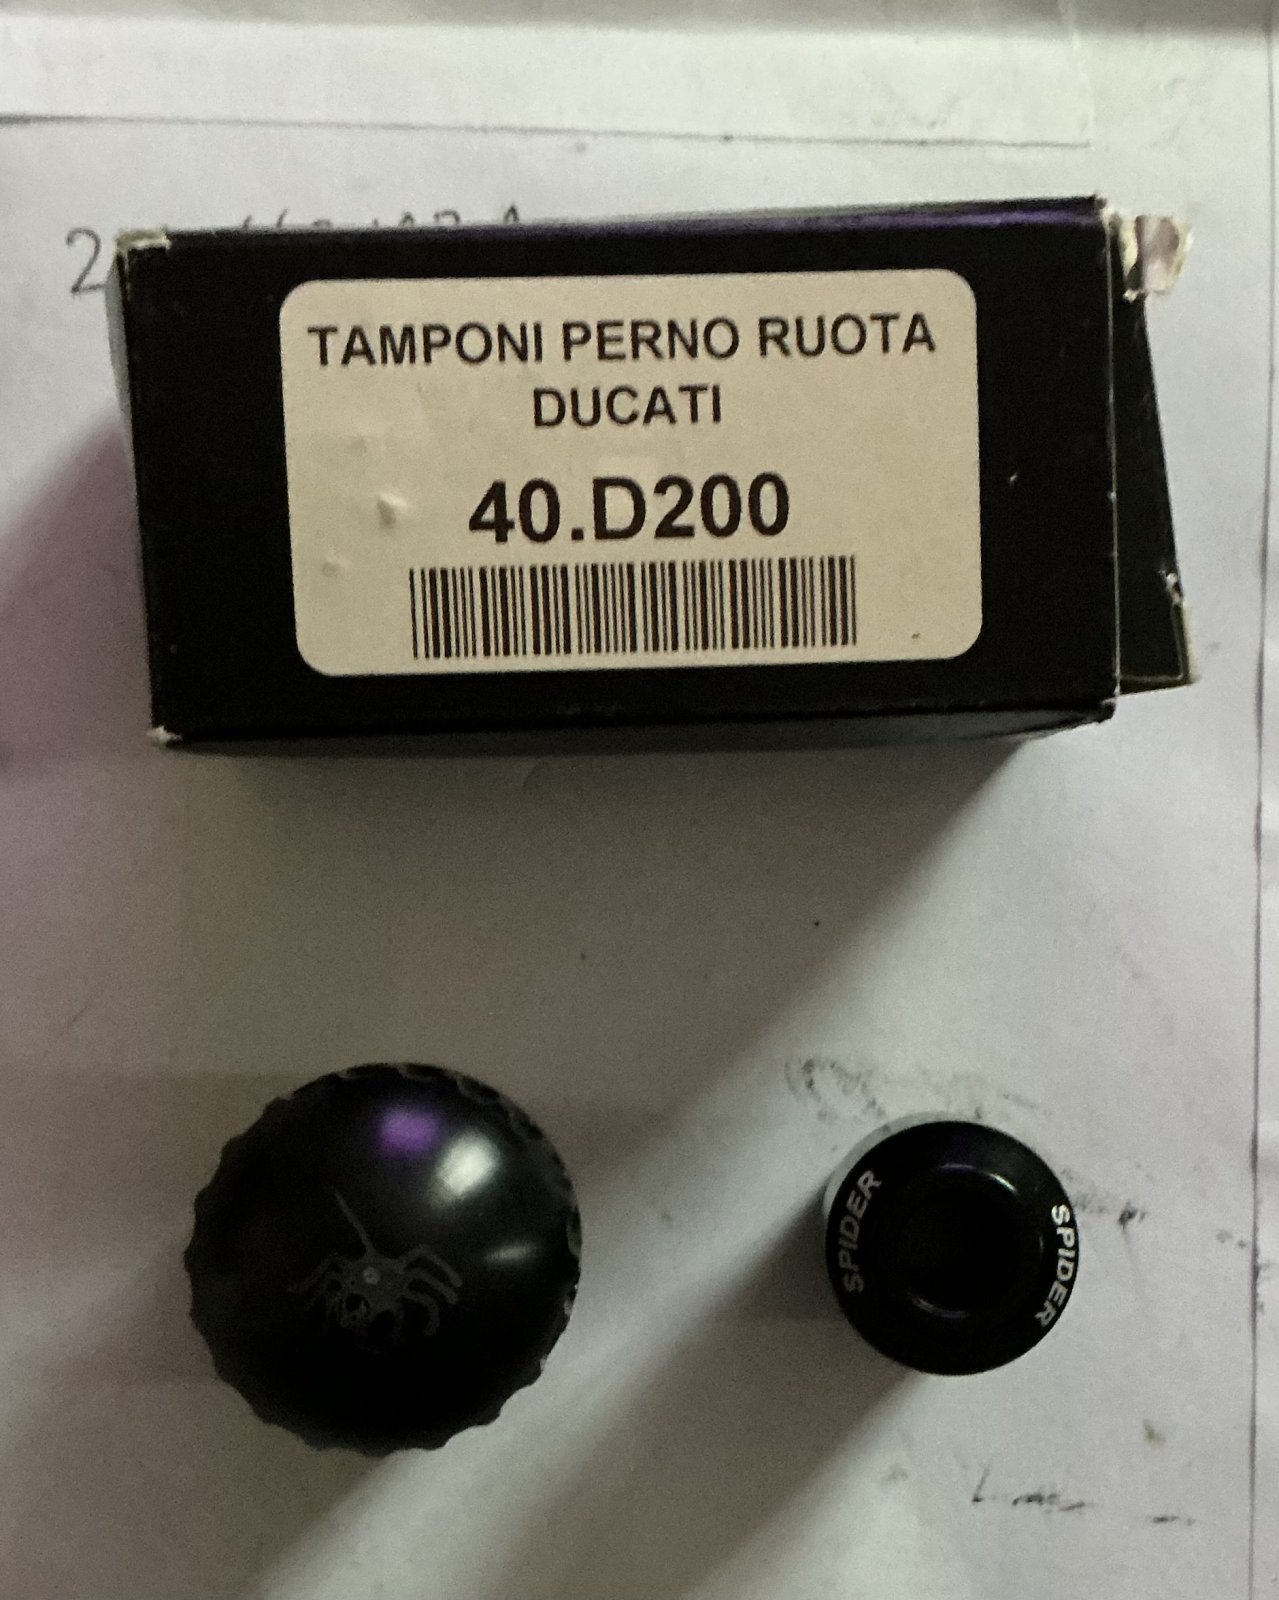 TAMPONI PERNO RUOTA
DUCATI
40.D200
SPIDER
SPIDER